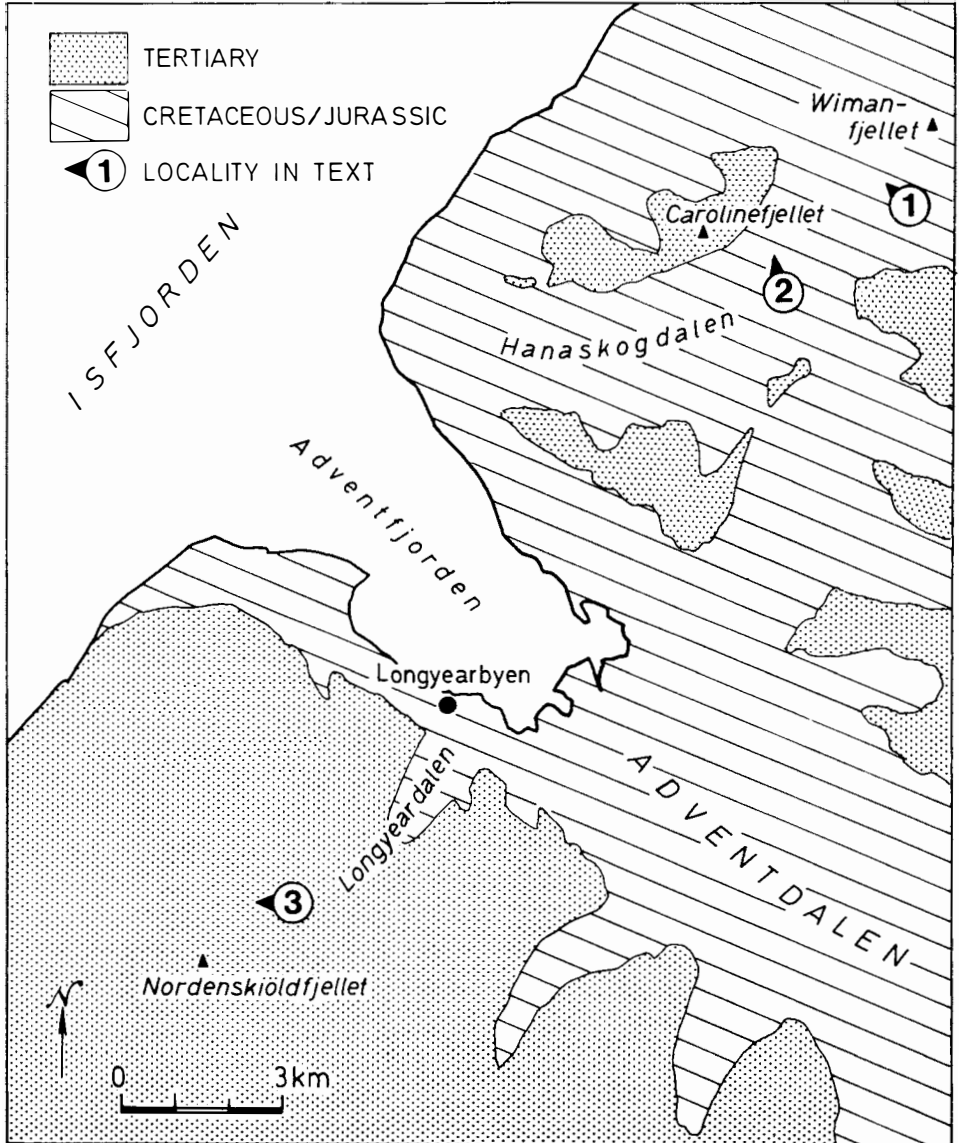 TERTIARY
CRETACEOUS/JURASSIC
1 LOCALITY IN TEXT
Wiman-
fjellet
1
Carolinefjellet
2
ISFJORDEN
Hanaskogdalen
Adventfjorden
Longyearbyen
Longyeardalen
ADVENTDALEN
3
Nordenskiöldfjellet
N
0 3km